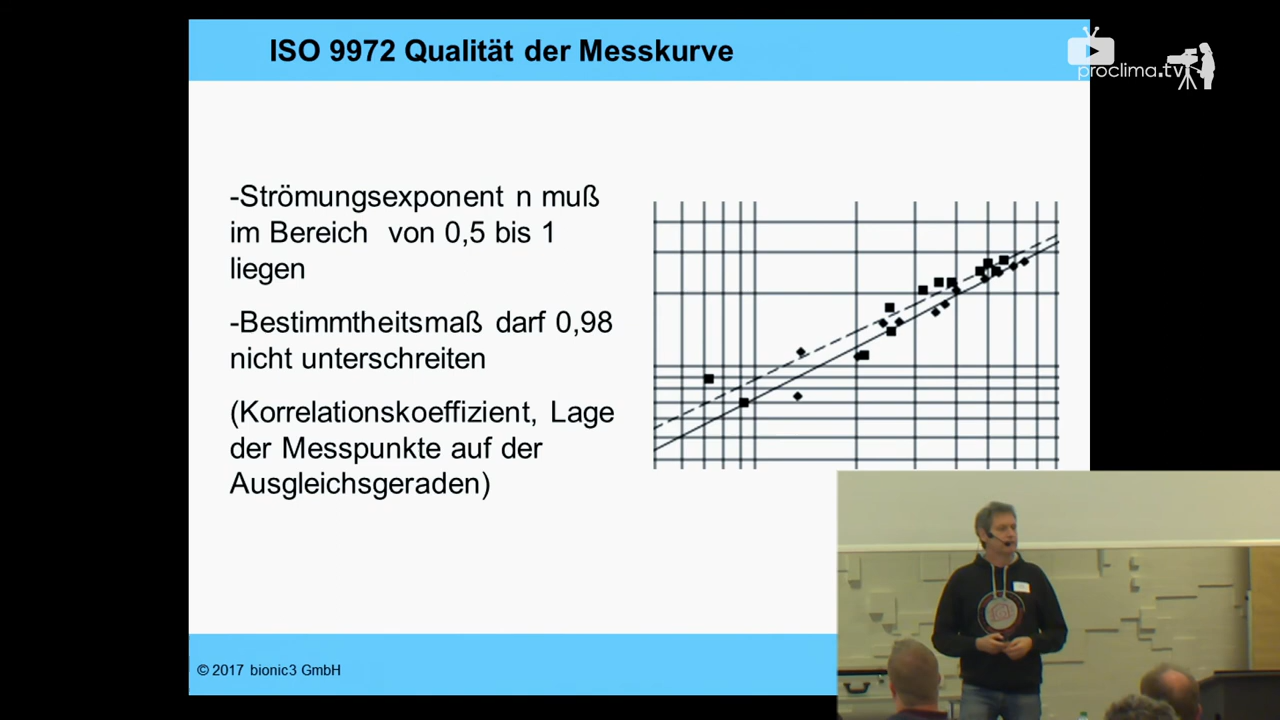 ISO 9972 Qualität der Messkurve
proclima.tv
-Strömungsexponent n muß
im Bereich von 0,5 bis 1
liegen
-Bestimmtheitsmaß darf 0,98
nicht unterschreiten
(Korrelationskoeffizient, Lage
der Messpunkte auf der
Ausgleichsgeraden)
© 2017 bionic3 GmbH